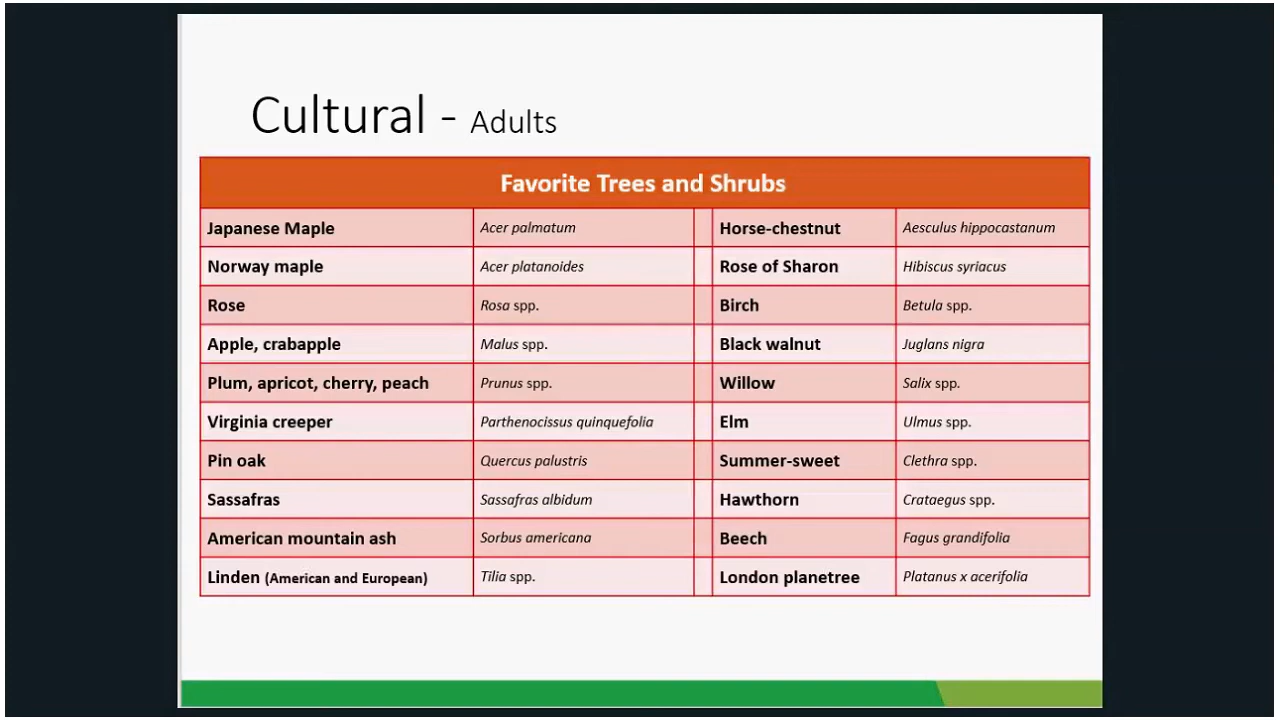 Cultural - Adults
Favorite Trees and Shrubs
Japanese Maple Acer palmatum Horse-chestnut Aesculus hippocastanum
Norway maple Acer platanoides Rose of Sharon Hibiscus syriacus
Rose Rosa spp. Birch Betula spp.
Apple, crabapple Malus spp. Black walnut Juglans nigra
Plum, apricot, cherry, peach Prunus spp. Willow Salix spp.
Virginia creeper Parthenocissus quinquefolia Elm Ulmus spp.
Pin oak Quercus palustris Summer-sweet Clethra spp.
Sassafras Sassafras albidum Hawthorn Crataegus spp.
American mountain ash Sorbus americana Beech Fagus grandifolia
Linden (American and European) Tilia spp. London planetree Platanus x acerifolia